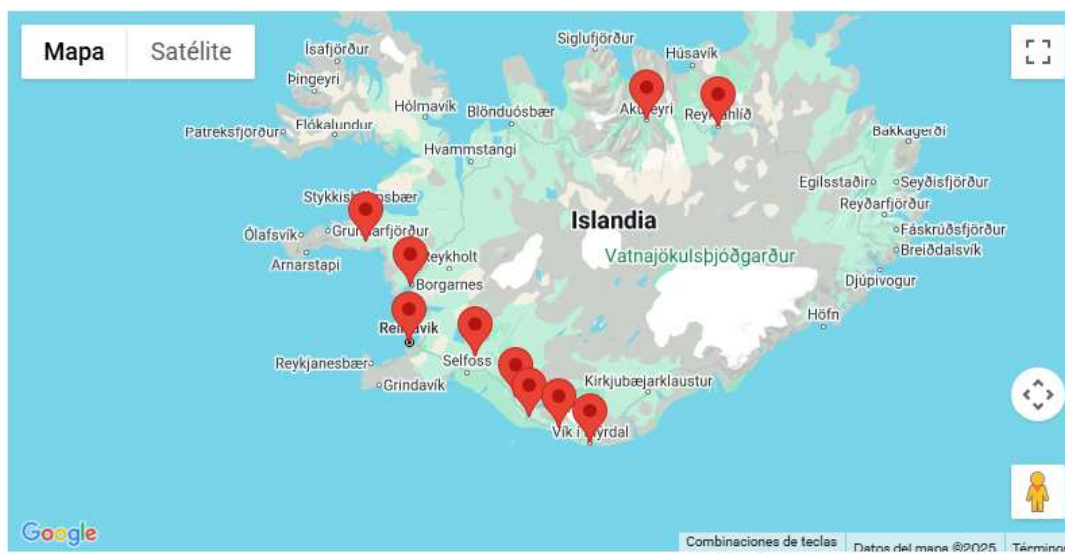 Mapa Satélite
Siglufjörður
Ísafjörður
Húsavík
Þingeyri
Hólmavík
Blönduósbær
Patreksfjörður
Flókalundur
Bakkagerði
Hvammstangi
Egilsstaðir
Seyðisfjörður
Reyðarfjörður
Islandia
Ólafsvík
Fáskrúðsfjörður
Breiðdalsvík
Arnarstapi
Vatnajökulsþjóðgarður
Borgarnes
Djúpivogur
Höfn
Reykjanesbær
Selfoss
Grindavík
Kirkjubæjarklaustur
Google
Combinaciones de teclas
Datos del mapa ©2025